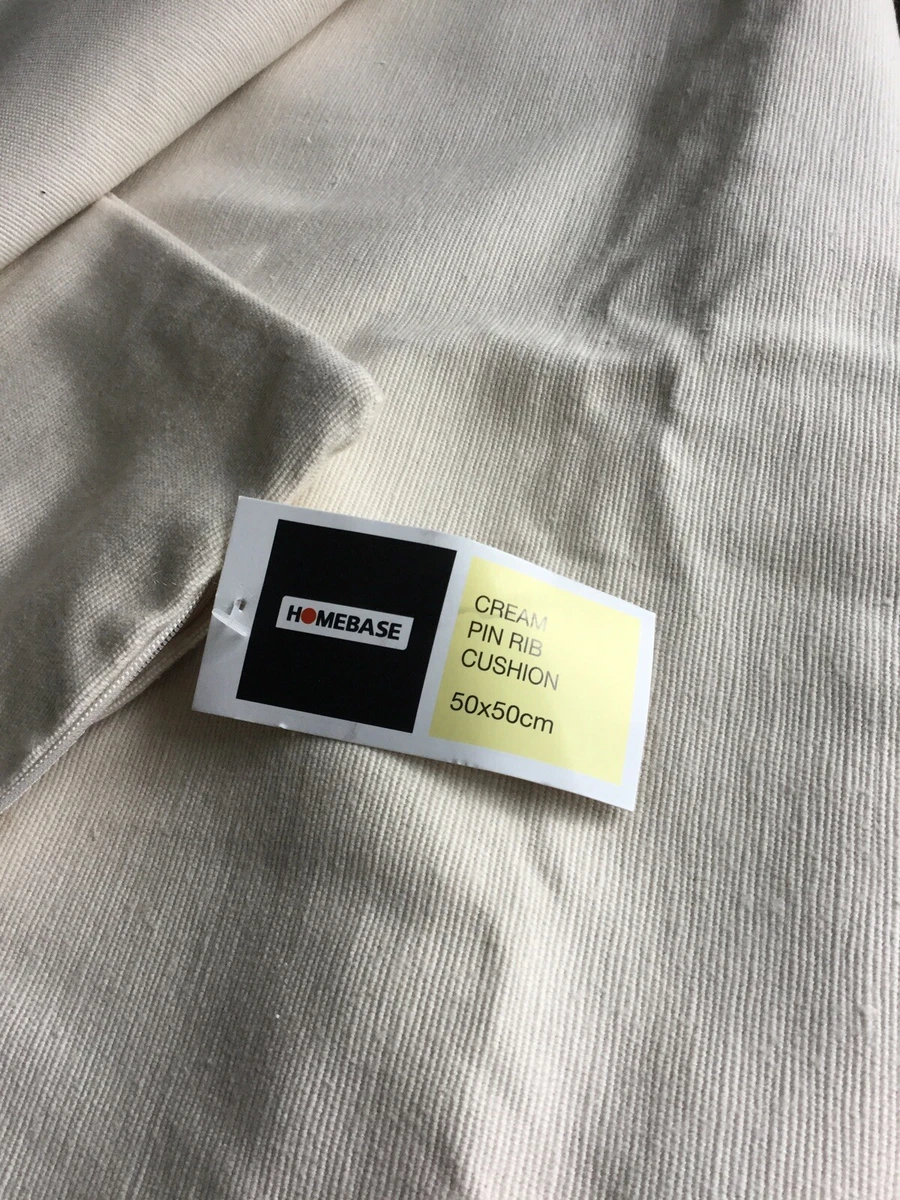 HOMEBASE
CREAM
PIN RIB
CUSHION
50x50cm